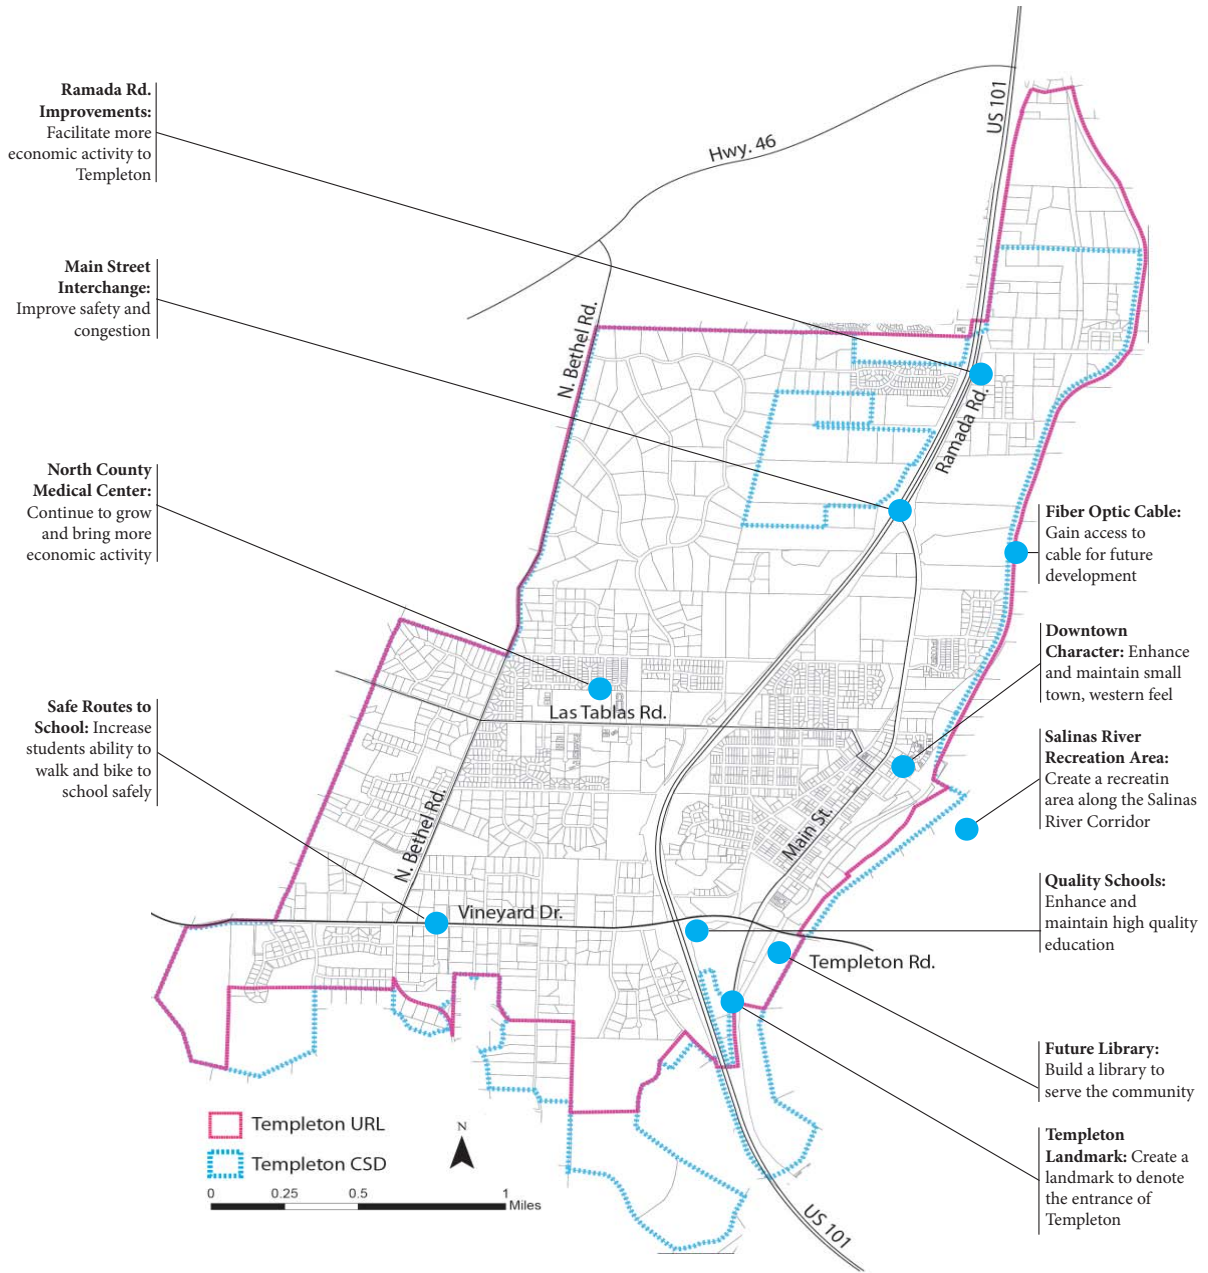 Ramada Rd.
Improvements:
Facilitate more
economic activity to
Templeton
Main Street
Interchange:
Improve safety and
congestion
North County
Medical Center:
Continue to grow
and bring more
economic activity
Safe Routes to
School: Increase
students ability to
walk and bike to
school safely
US 101
Hwy. 46
N. Bethel Rd.
Ramada Rd.
Las Tablas Rd.
N. Bethel Rd.
Main St.
Vineyard Dr.
Templeton Rd.
US 101
Fiber Optic Cable:
Gain access to
cable for future
development
Downtown
Character: Enhance
and maintain small
town, western feel
Salinas River
Recreation Area:
Create a recreatin
area along the Salinas
River Corridor
Quality Schools:
Enhance and
maintain high quality
education
Future Library:
Build a library to
serve the community
Templeton
Landmark: Create a
landmark to denote
the entrance of
Templeton
Templeton URL
Templeton CSD
N
0 0.25 0.5 1
Miles